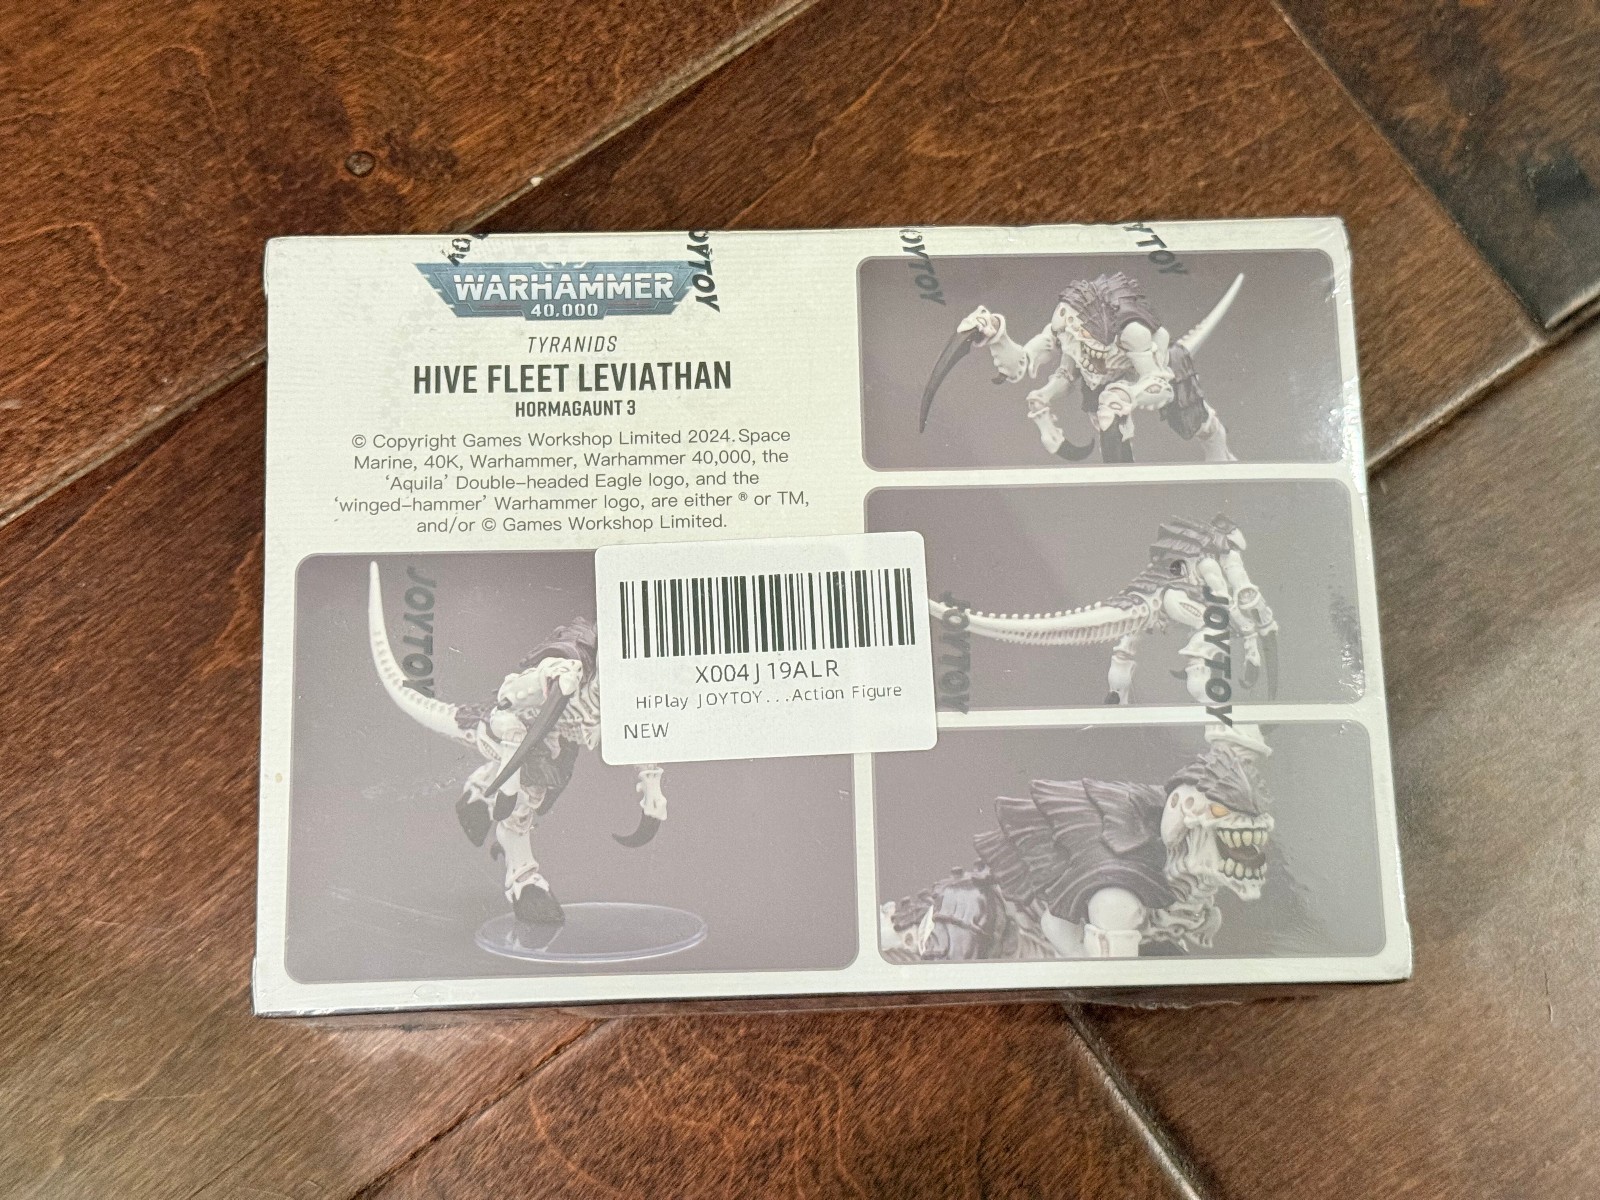 WARHAMMER
40,000
TYRANIDS
HIVE FLEET LEVIATHAN
HORMAGAUNT 3
© Copyright Games Workshop Limited 2024. Space
Marine, 40K, Warhammer, Warhammer 40,000, the
‘Aquila’ Double-headed Eagle logo, and the
‘winged-hammer’ Warhammer logo, are either ® or TM,
and/or © Games Workshop Limited.
JOYTOY
JOYTOY
JOYTOY
JOYTOY
JOYTOY
X004J19ALR
HiPlay JOYTOY...Action Figure
NEW